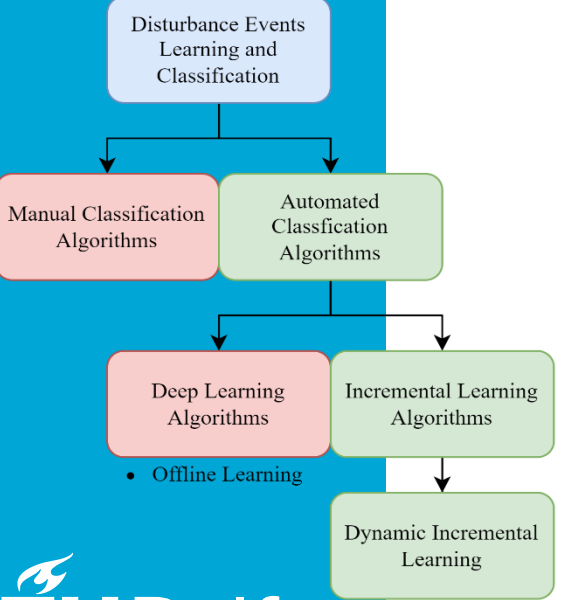 Disturbance Events
Learning and
Classification
Manual Classification
Algorithms
Automated
Classfication
Algorithms
Deep Learning
Algorithms
Incremental Learning
Algorithms
• Offline Learning
Dynamic Incremental
Learning